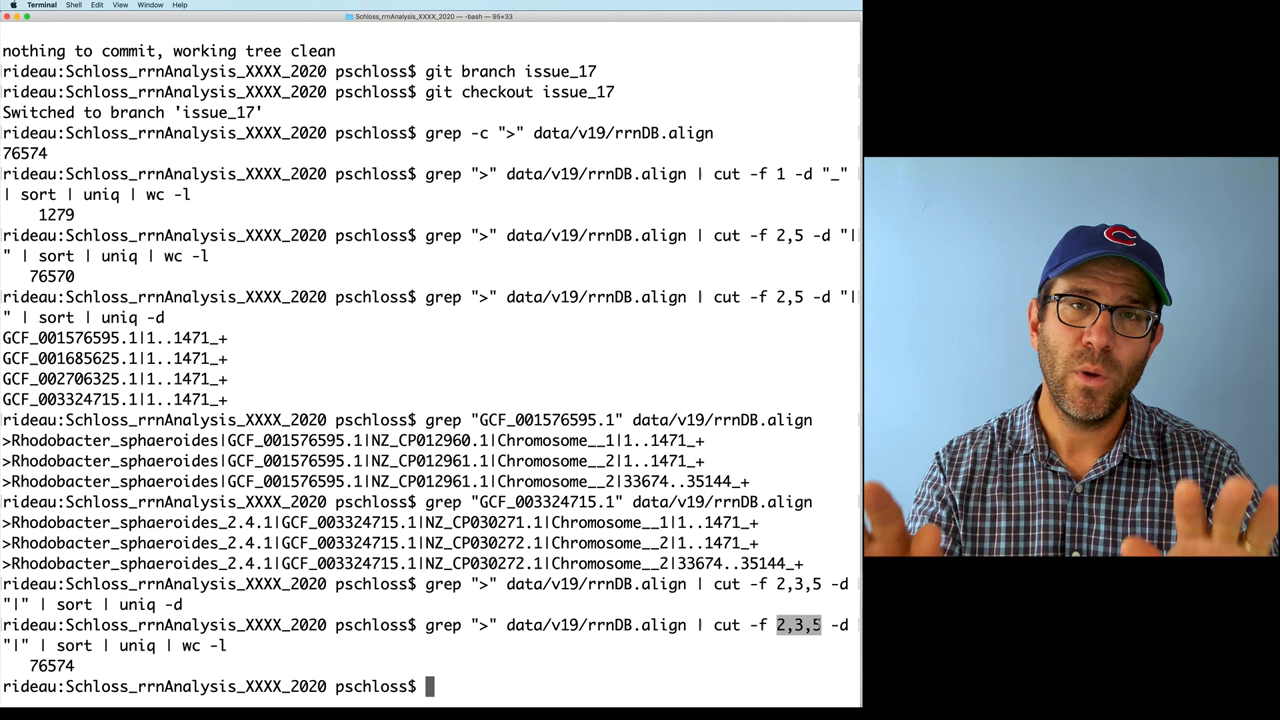 Terminal Shell Edit View Window Help
Schloss_rrnAnalysis_XXXX_2020 — -bash — 95×33
nothing to commit, working tree clean
rideau:Schloss_rrnAnalysis_XXXX_2020 pschloss$ git branch issue_17
rideau:Schloss_rrnAnalysis_XXXX_2020 pschloss$ git checkout issue_17
Switched to branch 'issue_17'
rideau:Schloss_rrnAnalysis_XXXX_2020 pschloss$ grep -c ">" data/v19/rrnDB.align
76574
rideau:Schloss_rrnAnalysis_XXXX_2020 pschloss$ grep ">" data/v19/rrnDB.align | cut -f 1 -d "_"
| sort | uniq | wc -l
1279
rideau:Schloss_rrnAnalysis_XXXX_2020 pschloss$ grep ">" data/v19/rrnDB.align | cut -f 2,5 -d "|
" | sort | uniq | wc -l
76570
rideau:Schloss_rrnAnalysis_XXXX_2020 pschloss$ grep ">" data/v19/rrnDB.align | cut -f 2,5 -d "|
" | sort | uniq -d
GCF_001576595.1|1..1471_+
GCF_001685625.1|1..1471_+
GCF_002706325.1|1..1471_+
GCF_003324715.1|1..1471_+
rideau:Schloss_rrnAnalysis_XXXX_2020 pschloss$ grep "GCF_001576595.1" data/v19/rrnDB.align
>Rhodobacter_sphaeroides|GCF_001576595.1|NZ_CP012960.1|Chromosome__1|1..1471_+
>Rhodobacter_sphaeroides|GCF_001576595.1|NZ_CP012961.1|Chromosome__2|1..1471_+
>Rhodobacter_sphaeroides|GCF_001576595.1|NZ_CP012961.1|Chromosome__2|33674..35144_+
rideau:Schloss_rrnAnalysis_XXXX_2020 pschloss$ grep "GCF_003324715.1" data/v19/rrnDB.align
>Rhodobacter_sphaeroides_2.4.1|GCF_003324715.1|NZ_CP030271.1|Chromosome__1|1..1471_+
>Rhodobacter_sphaeroides_2.4.1|GCF_003324715.1|NZ_CP030272.1|Chromosome__2|1..1471_+
>Rhodobacter_sphaeroides_2.4.1|GCF_003324715.1|NZ_CP030272.1|Chromosome__2|33674..35144_+
rideau:Schloss_rrnAnalysis_XXXX_2020 pschloss$ grep ">" data/v19/rrnDB.align | cut -f 2,3,5 -d
"|" | sort | uniq -d
rideau:Schloss_rrnAnalysis_XXXX_2020 pschloss$ grep ">" data/v19/rrnDB.align | cut -f 2,3,5 -d
"|" | sort | uniq | wc -l
76574
rideau:Schloss_rrnAnalysis_XXXX_2020 pschloss$
C